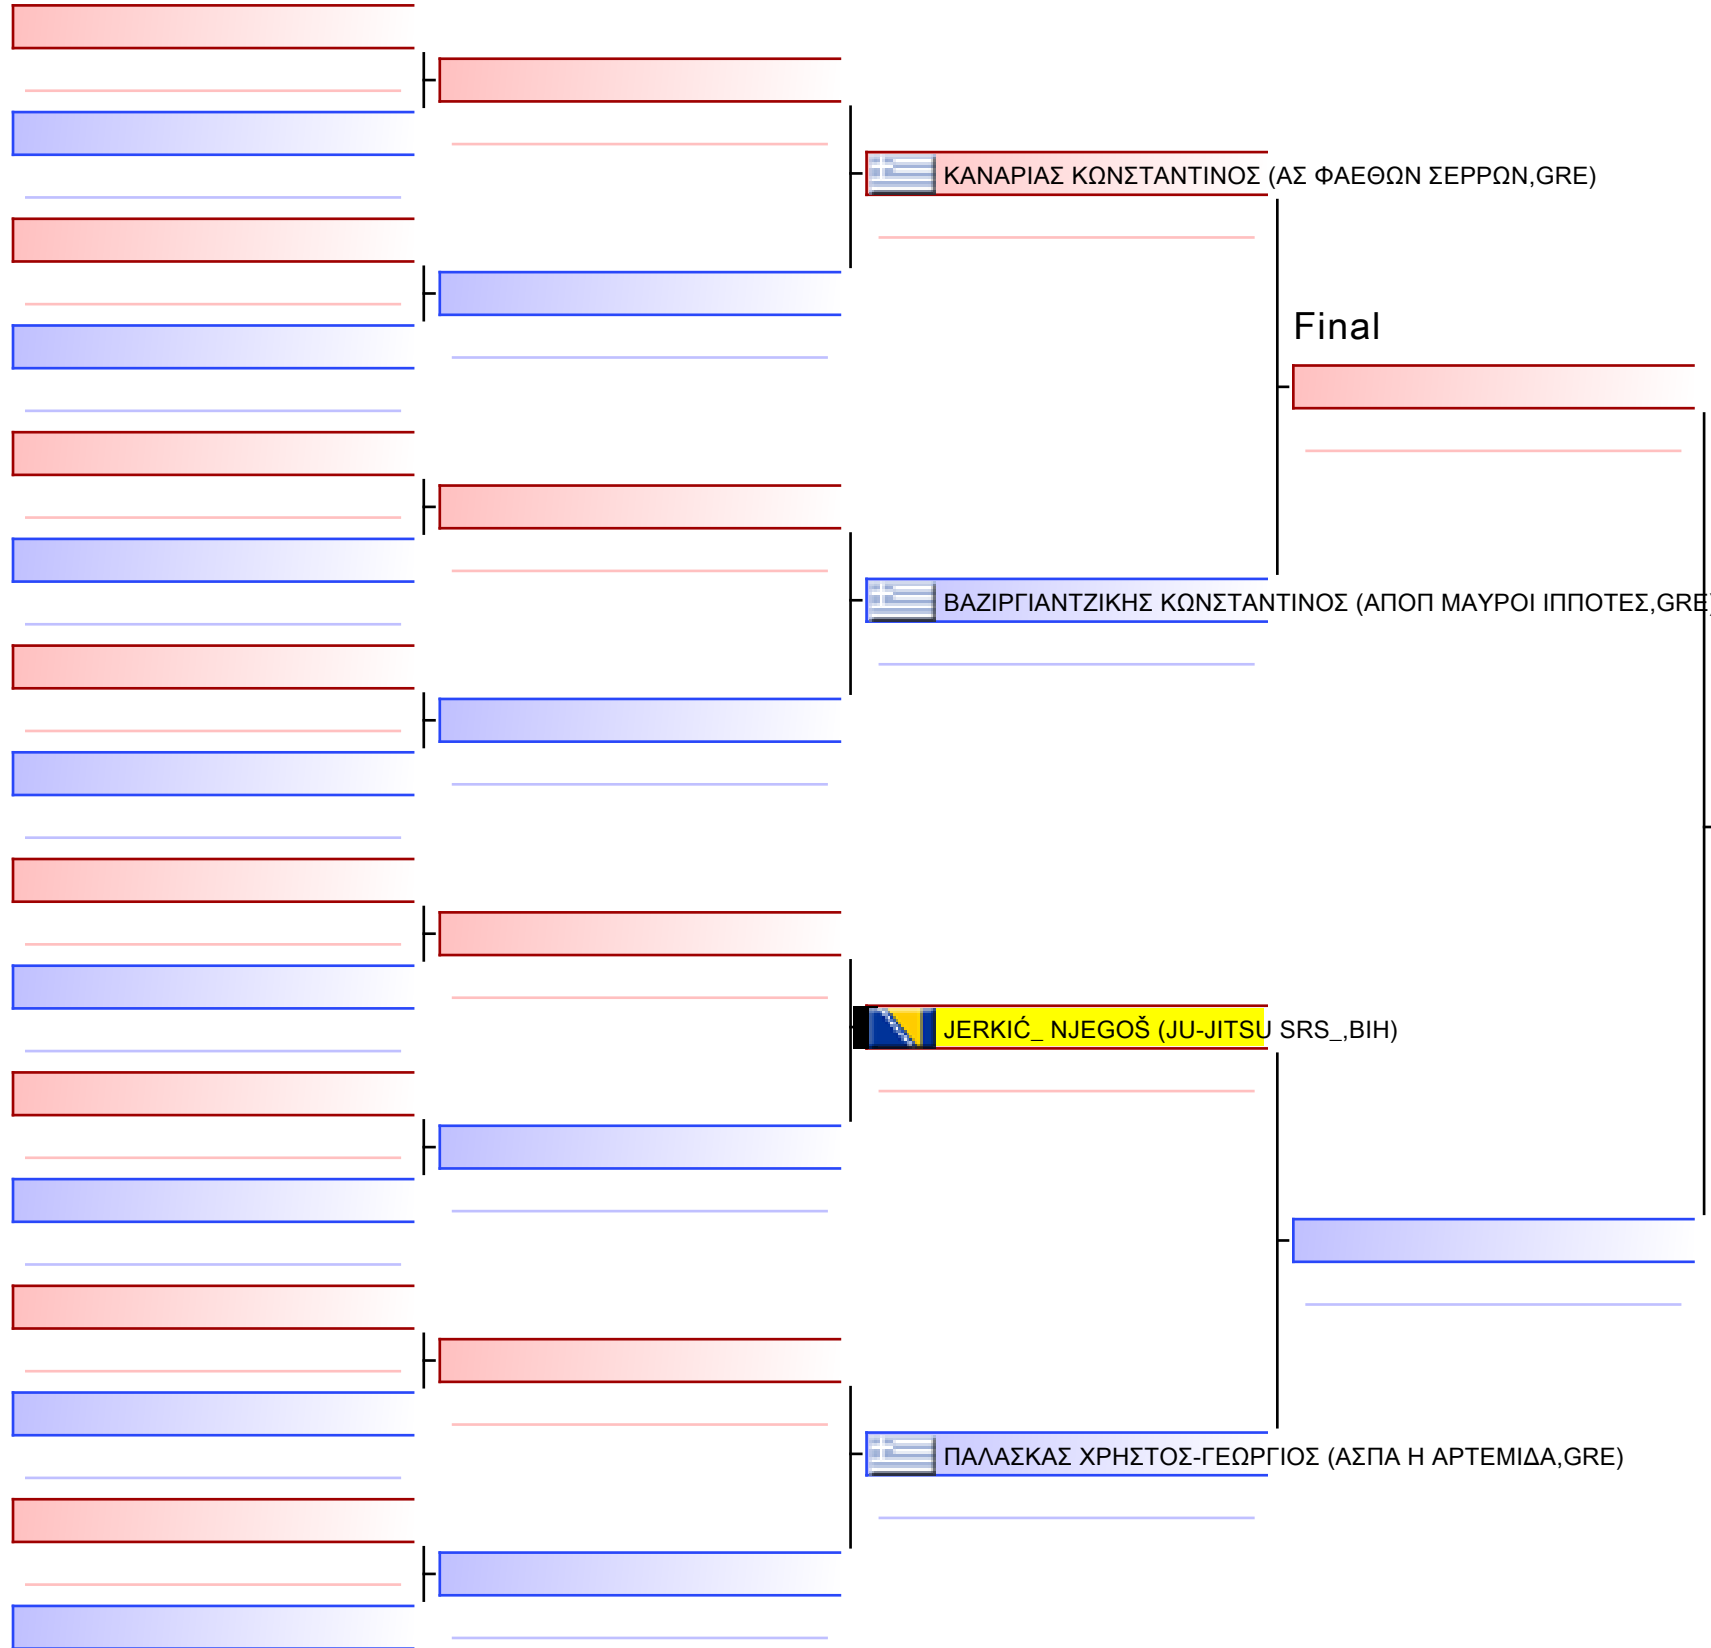 ΚΑΝΑΡΙΑΣ ΚΩΝΣΤΑΝΤΙΝΟΣ (ΑΣ ΦΑΕΘΩΝ ΣΕΡΡΩΝ,GRE)
Final
ΒΑΖΙΡΓΙΑΝΤΖΙΚΗΣ ΚΩΝΣΤΑΝΤΙΝΟΣ (ΑΠΟΠ ΜΑΥΡΟΙ ΙΠΠΟΤΕΣ,GRE)
JERKIĆ_ NJEGOŠ (JU-JITSU SRS_,BIH)
ΠΑΛΑΣΚΑΣ ΧΡΗΣΤΟΣ-ΓΕΩΡΓΙΟΣ (ΑΣΠΑ Η ΑΡΤΕΜΙΔΑ,GRE)